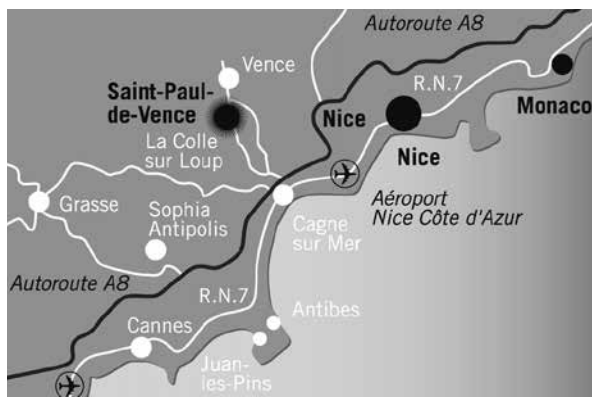 Autoroute A8
Vence
R.N.7
Saint-Paul-
de-Vence
Monaco
Nice
La Colle
sur Loup
Nice
Aéroport
Nice Côte d'Azur
Grasse
Sophia
Antipolis
Cagne
sur Mer
Autoroute A8
R.N.7
Antibes
Cannes
Juan-
les-Pins